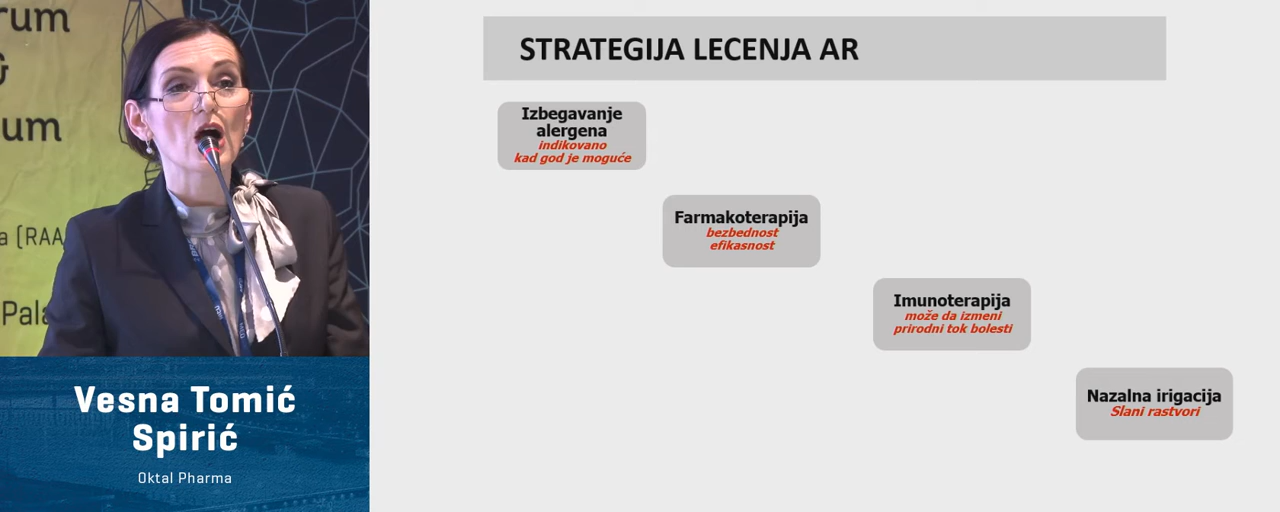 rum
&
um
a (RAA
Pala
Vesna Tomić
Spirić
Oktal Pharma
STRATEGIJA LECENJA AR
Izbegavanje
alergena
indikovano
kad god je moguće
Farmakoterapija
bezbednost
efikasnost
Imunoterapija
može da izmeni
prirodni tok bolesti
Nazalna irigacija
Slani rastvori